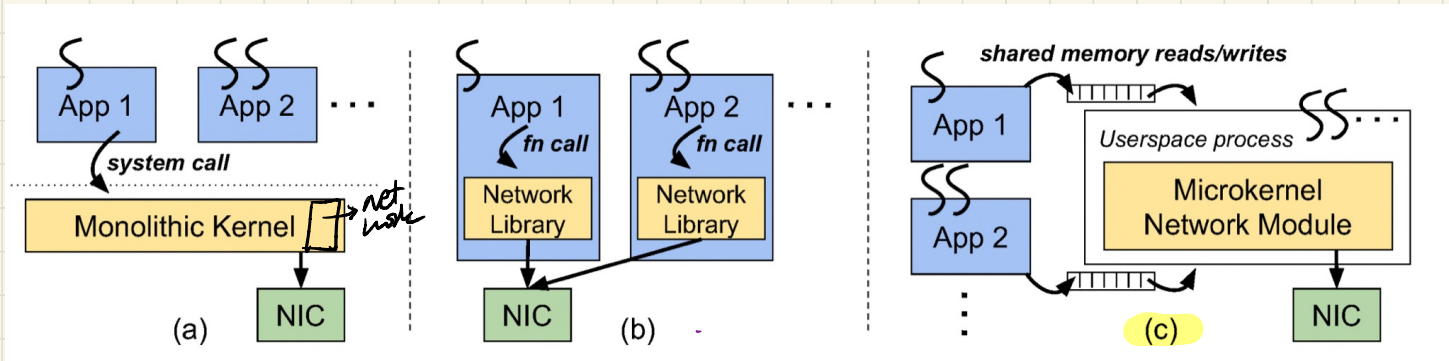 App 1
App 2
...
system call
Monolithic Kernel
net
work
NIC
(a)
App 1
fn call
Network
Library
App 2
fn call
Network
Library
...
NIC
(b)
shared memory reads/writes
App 1
App 2
Userspace process
...
Microkernel
Network Module
NIC
(c)